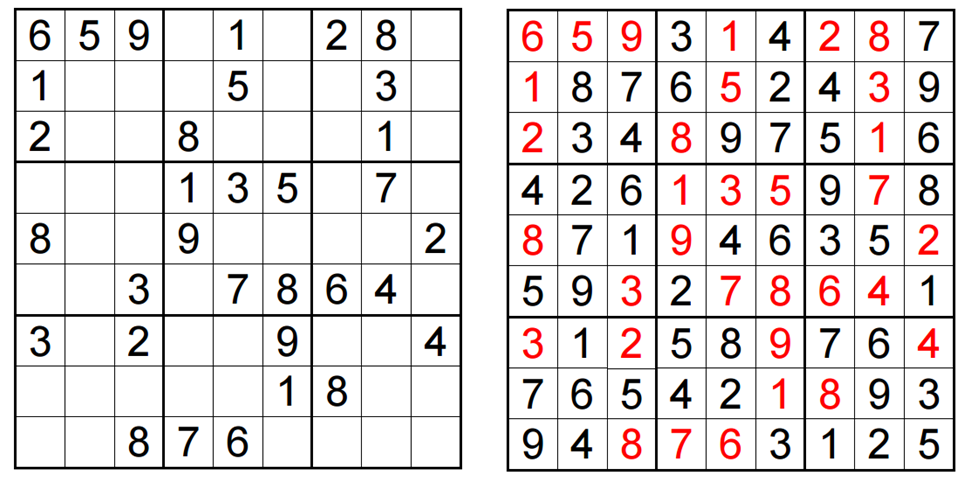 6 5 9 1 2 8
1 5 3
2 8 1
1 3 5 7
8 9 2
3 7 8 6 4
3 2 9 4
1 8
8 7 6
6 5 9 3 1 4 2 8 7
1 8 7 6 5 2 4 3 9
2 3 4 8 9 7 5 1 6
4 2 6 1 3 5 9 7 8
8 7 1 9 4 6 3 5 2
5 9 3 2 7 8 6 4 1
3 1 2 5 8 9 7 6 4
7 6 5 4 2 1 8 9 3
9 4 8 7 6 3 1 2 5